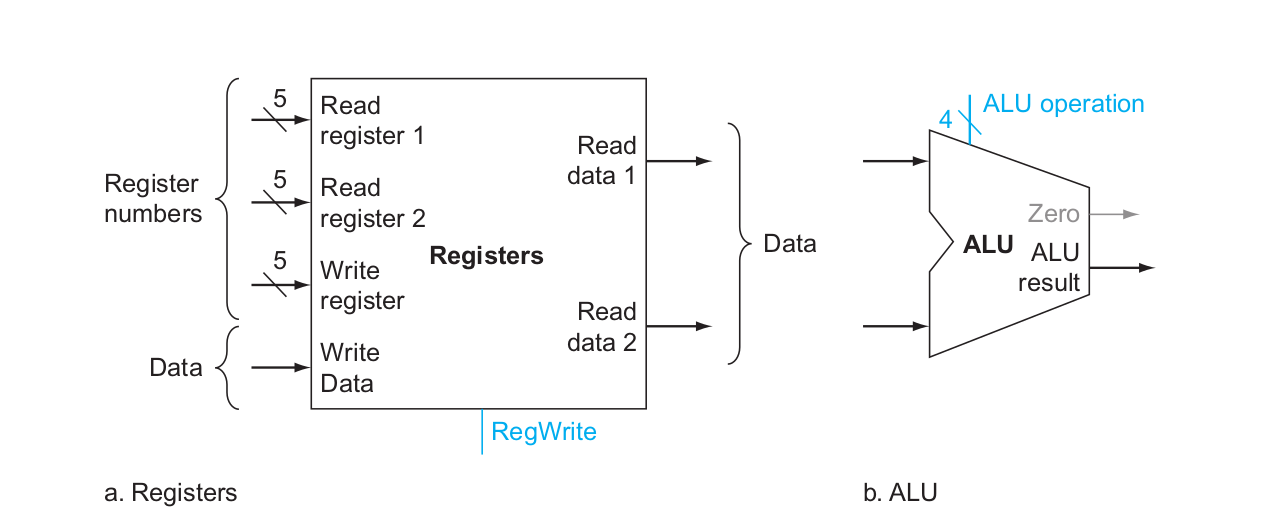 5
Read
register 1
5
Read
register 2
5
Write
register
Write
Data
Register
numbers
Data
Registers
Read
data 1
Read
data 2
Data
RegWrite
a. Registers
4
ALU operation
Zero
ALU
ALU
result
b. ALU